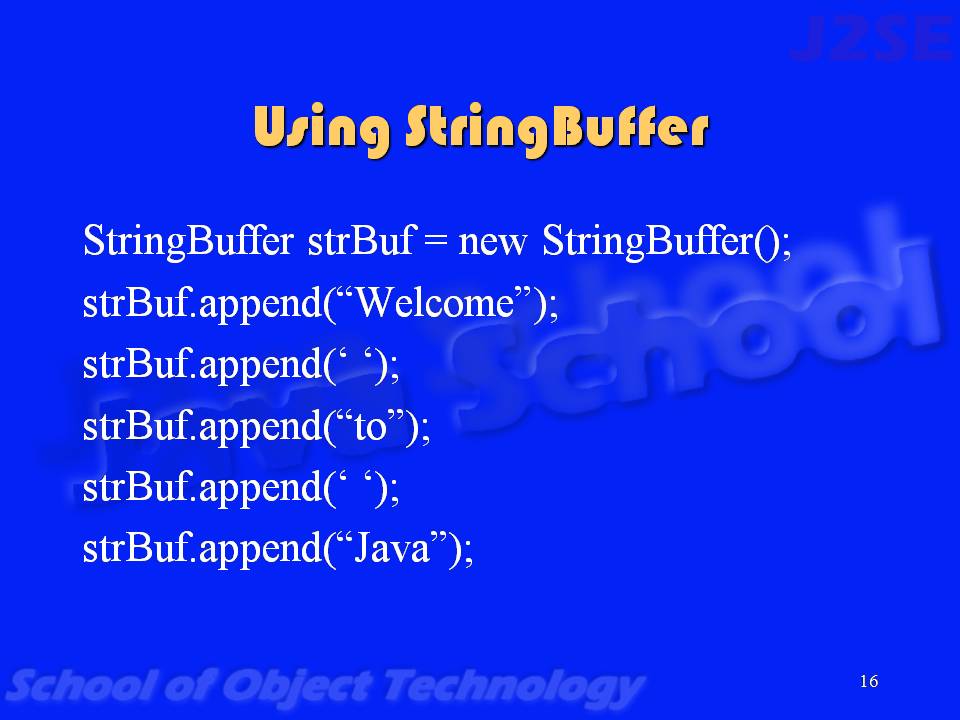 J2SE
Using StringBuffer
StringBuffer strBuf = new StringBuffer();
strBuf.append(“Welcome”);
strBuf.append(‘ ‘);
strBuf.append(“to”);
strBuf.append(‘ ‘);
strBuf.append(“Java”);
Java School
School of Object Technology
16